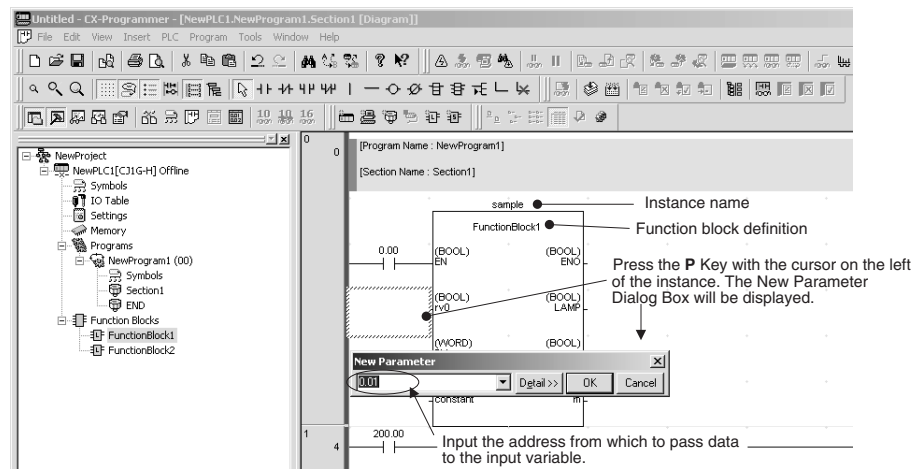 Untitled - CX-Programmer - [NewPLC1.NewProgram1.Section1 [Diagram]]
File Edit View Insert PLC Program Tools Window Help
10 10 16
NewProject
NewPLC1[CJ1G-H] Offline
Symbols
IO Table
Settings
Memory
Programs
NewProgram1 (00)
Symbols
Section1
END
Function Blocks
FunctionBlock1
FunctionBlock2
0
0
[Program Name : NewProgram1]
[Section Name : Section1]
sample
Instance name
FunctionBlock1
Function block definition
0.00
(BOOL)
EN
(BOOL)
ENO
Press the P Key with the cursor on the left
of the instance. The New Parameter
Dialog Box will be displayed.
(BOOL)
rv0
(BOOL)
LAMP
(WORD)
(BOOL)
New Parameter
0.01
Detail >>
OK
Cancel
constant
m
1
4
200.00
Input the address from which to pass data
to the input variable.